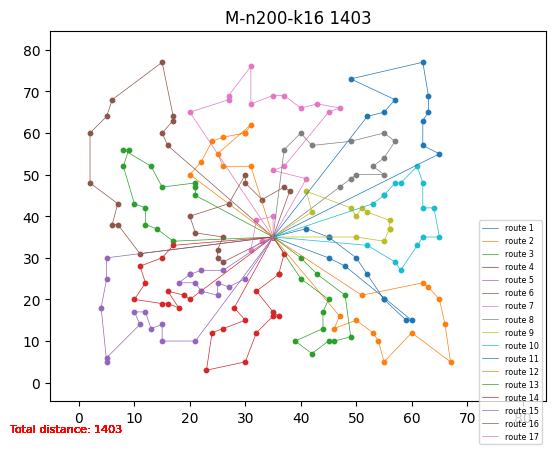 M-n200-k16 1403
80
70
60
50
40
30
20
10
0
0 10 20 30 40 50 60 70 80
route 1
route 2
route 3
route 4
route 5
route 6
route 7
route 8
route 9
route 10
route 11
route 12
route 13
route 14
route 15
route 16
route 17
Total distance: 1403